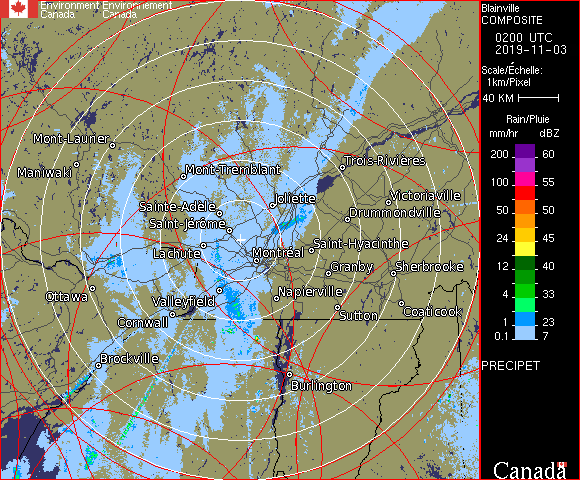 Environment Environnement
Canada Canada
Blainville
COMPOSITE
0200 UTC
2019-11-03
Scale/Échelle:
1km/Pixel
40 KM
Rain/Pluie
mm/hr dBZ
200 60
100 55
50 50
24 45
12 40
4 33
1 23
0.1 7
PRECIPET
Canada
Mont-Laurier
Maniwaki
Mont-Tremblant
Trois-Rivières
Sainte-Adèle
Joliette
Victoriaville
Drummondville
Saint-Jérôme
Lachute
Montréal
Saint-Hyacinthe
Granby
Sherbrooke
Ottawa
Valleyfield
Napierville
Cornwall
Sutton
Coaticook
Brockville
Burlington